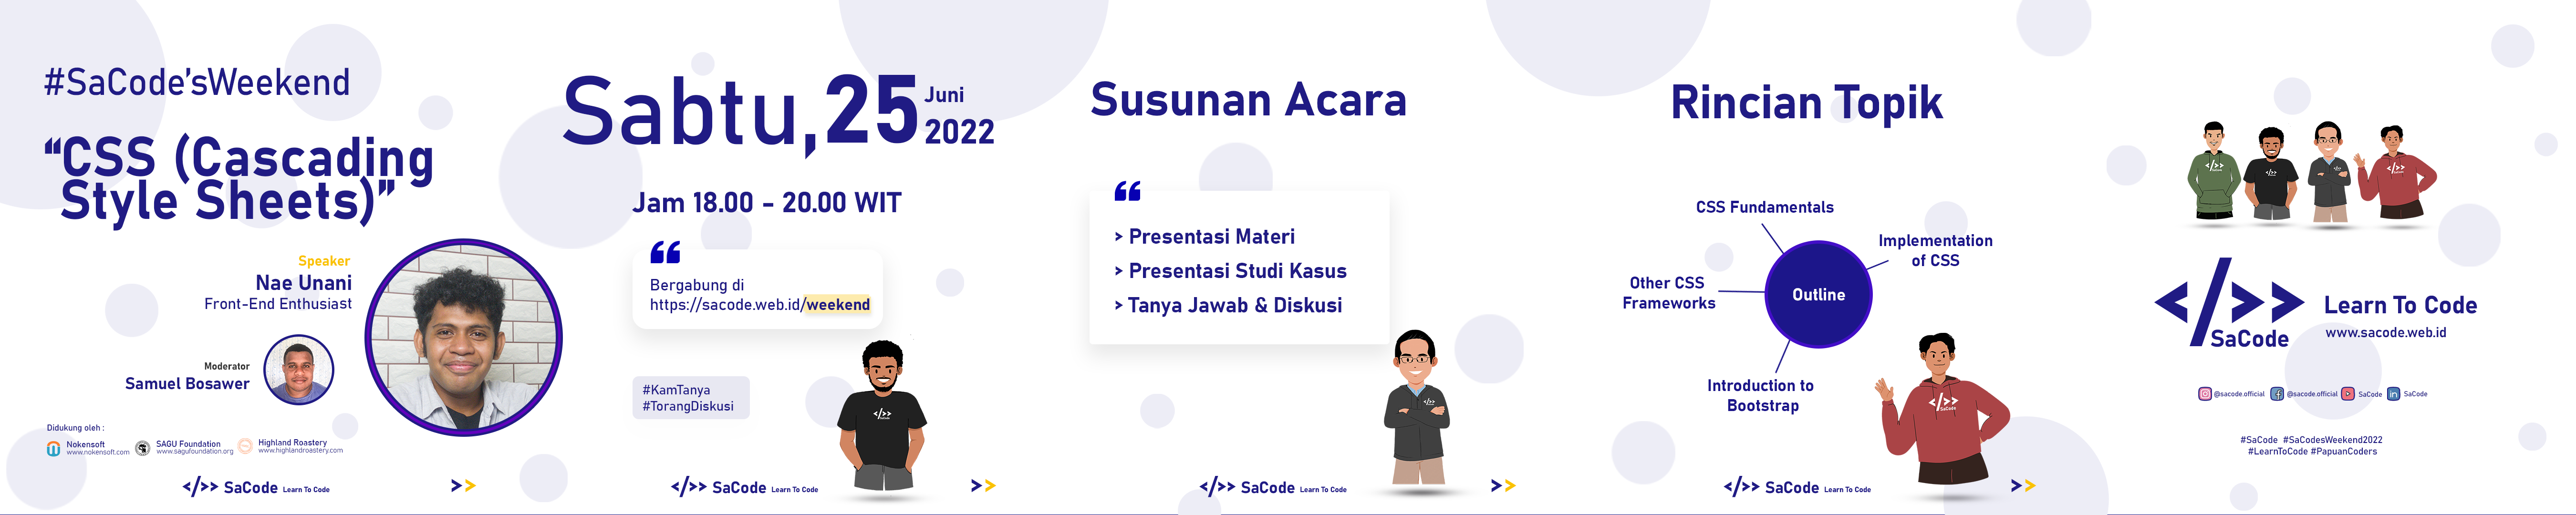 #SaCode'sWeekend
“CSS (Cascading
Style Sheets)”
Speaker
Nae Unani
Front-End Enthusiast
Moderator
Samuel Bosawer
Didukung oleh :
Nokensoft
www.nokensoft.com
SAGU Foundation
www.sagufoundation.org
Highland Roastery
www.highlandroastery.com
</>> SaCode Learn To Code
>>
Sabtu, 25 Juni
2022
Jam 18.00 - 20.00 WIT
“
Bergabung di
https://sacode.web.id/weekend
#KamTanya
#TorangDiskusi
</>>
SaCode
</>> SaCode Learn To Code
>>
Susunan Acara
“
> Presentasi Materi
> Presentasi Studi Kasus
> Tanya Jawab & Diskusi
</>>
</>> SaCode Learn To Code
>>
Rincian Topik
CSS Fundamentals
Implementation
of CSS
Other CSS
Frameworks
Outline
Introduction to
Bootstrap
</>>
SaCode
</>> SaCode Learn To Code
>>
</>>
SaCode
Learn To Code
www.sacode.web.id
@sacode.official @sacode.official SaCode SaCode
#SaCode #SaCodesWeekend2022
#LearnToCode #PapuanCoders